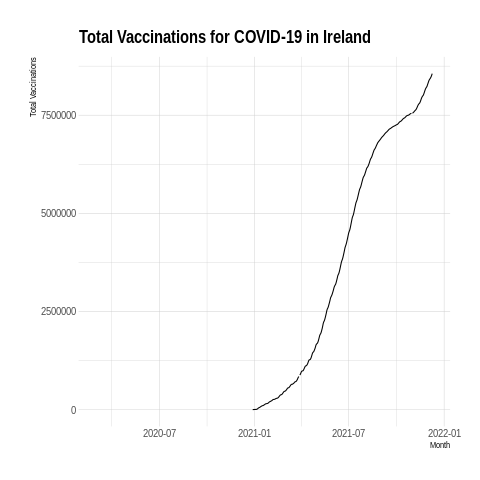 Total Vaccinations for COVID-19 in Ireland
Total Vaccinations
7500000
5000000
2500000
0
2020-07 2021-01 2021-07 2022-01
Month